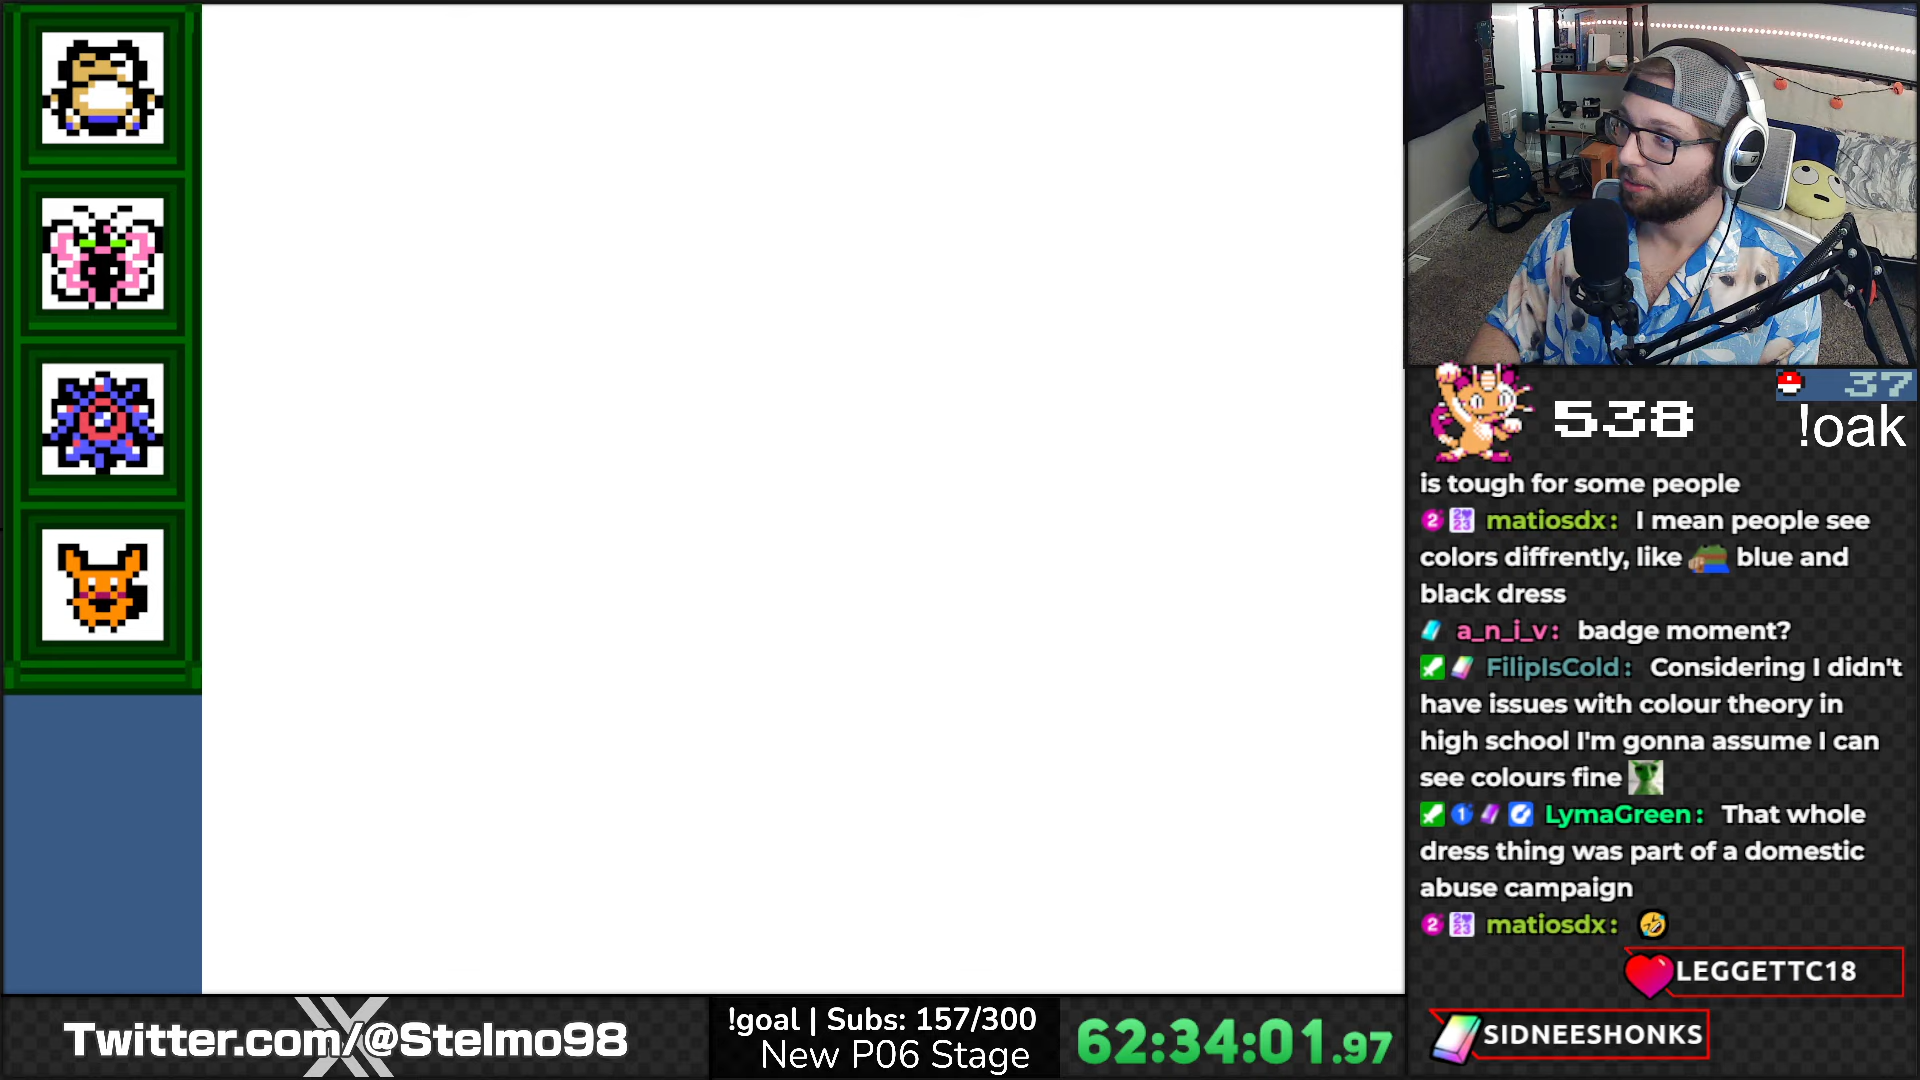 538
37
!oak
is tough for some people
2 matiosdx: I mean people see
colors diffrently, like blue and
black dress
a_n_i_v: badge moment?
FilipIsCold: Considering I didn't
have issues with colour theory in
high school I'm gonna assume I can
see colours fine
1 LymaGreen: That whole
dress thing was part of a domestic
abuse campaign
2 matiosdx:
LEGGETTC18
SIDNEESHONKS
Twitter.com/@Stelmo98
!goal | Subs: 157/300
New P06 Stage
62:34:01.97